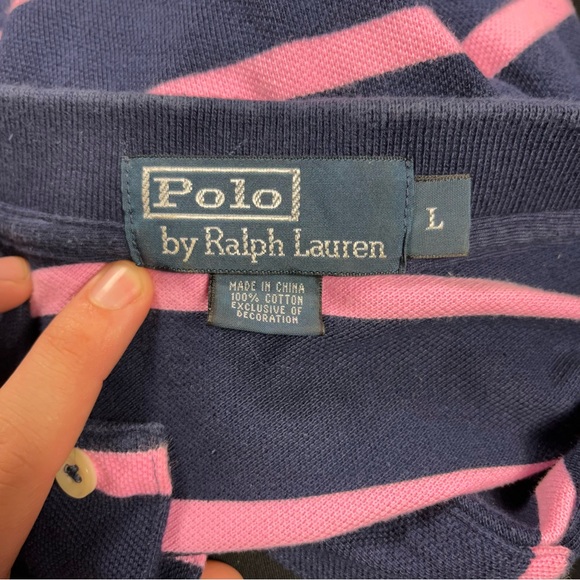 Polo
by Ralph Lauren
L
MADE IN CHINA
100% COTTON
EXCLUSIVE OF
DECORATION